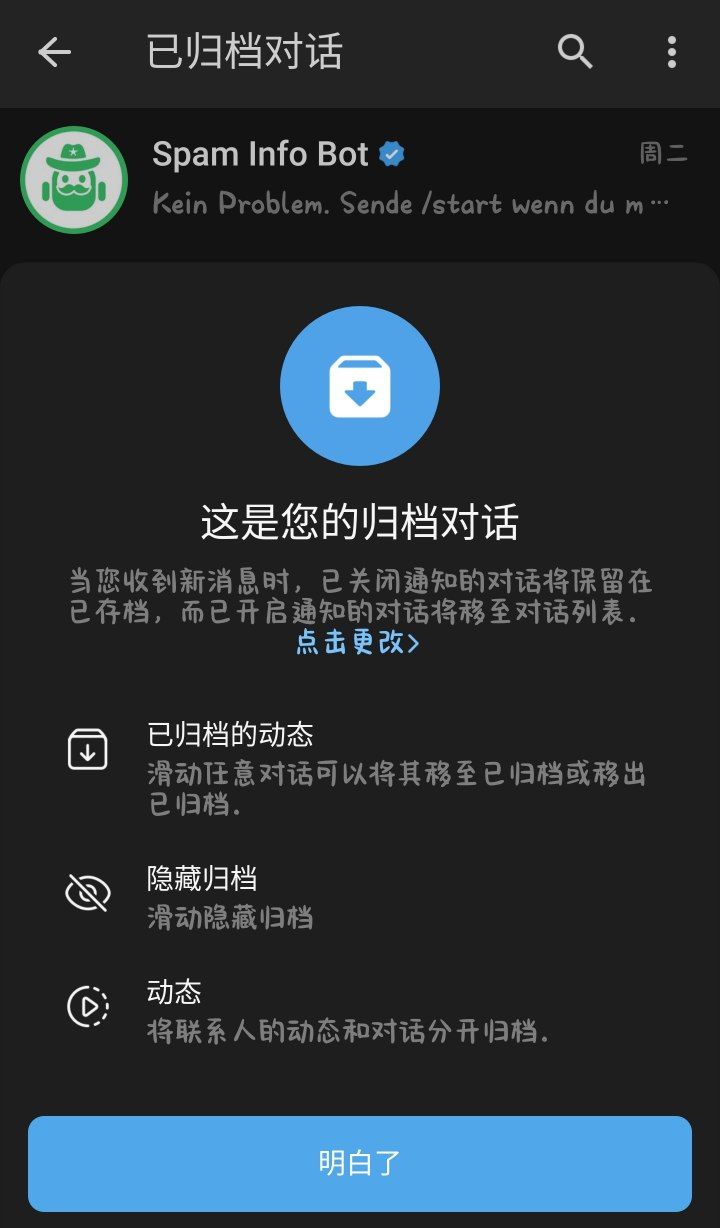 已归档对话
Spam Info Bot
周二
Kein Problem. Sende /start wenn du m…
这是您的归档对话
当您收到新消息时，已关闭通知的对话将保留在
已存档，而已开启通知的对话将移至对话列表.
点击更改>
已归档的动态
滑动任意对话可以将其移至已归档或移出
已归档.
隐藏归档
滑动隐藏归档
动态
将联系人的动态和对话分开归档.
明白了